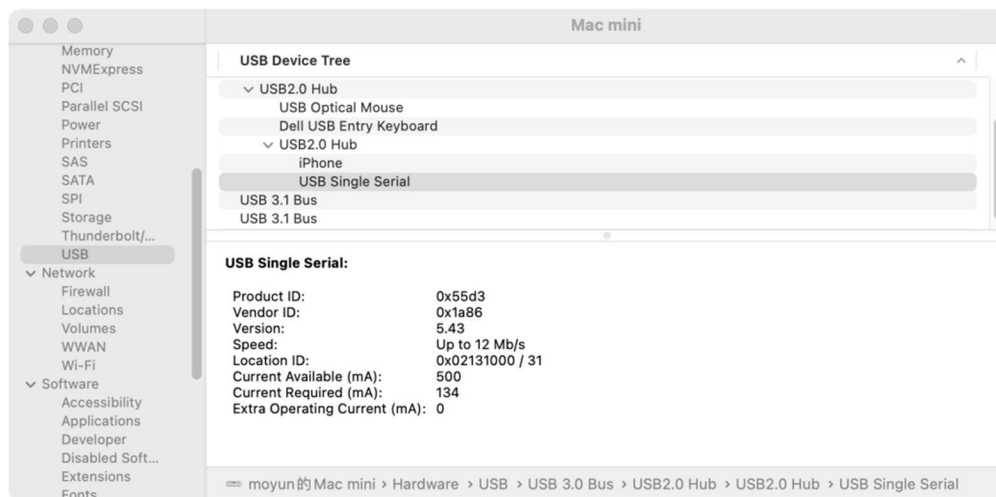 Mac mini
Memory
NVMExpress
PCI
Parallel SCSI
Power
Printers
SAS
SATA
SPI
Storage
Thunderbolt/...
USB
Network
Firewall
Locations
Volumes
WWAN
Wi-Fi
Software
Accessibility
Applications
Developer
Disabled Soft...
Extensions
Fonts
USB Device Tree
USB2.0 Hub
USB Optical Mouse
Dell USB Entry Keyboard
USB2.0 Hub
iPhone
USB Single Serial
USB 3.1 Bus
USB 3.1 Bus
USB Single Serial:
Product ID: 0x55d3
Vendor ID: 0x1a86
Version: 5.43
Speed: Up to 12 Mb/s
Location ID: 0x02131000 / 31
Current Available (mA): 500
Current Required (mA): 134
Extra Operating Current (mA): 0
moyun的 Mac mini › Hardware › USB › USB 3.0 Bus › USB2.0 Hub › USB2.0 Hub › USB Single Serial